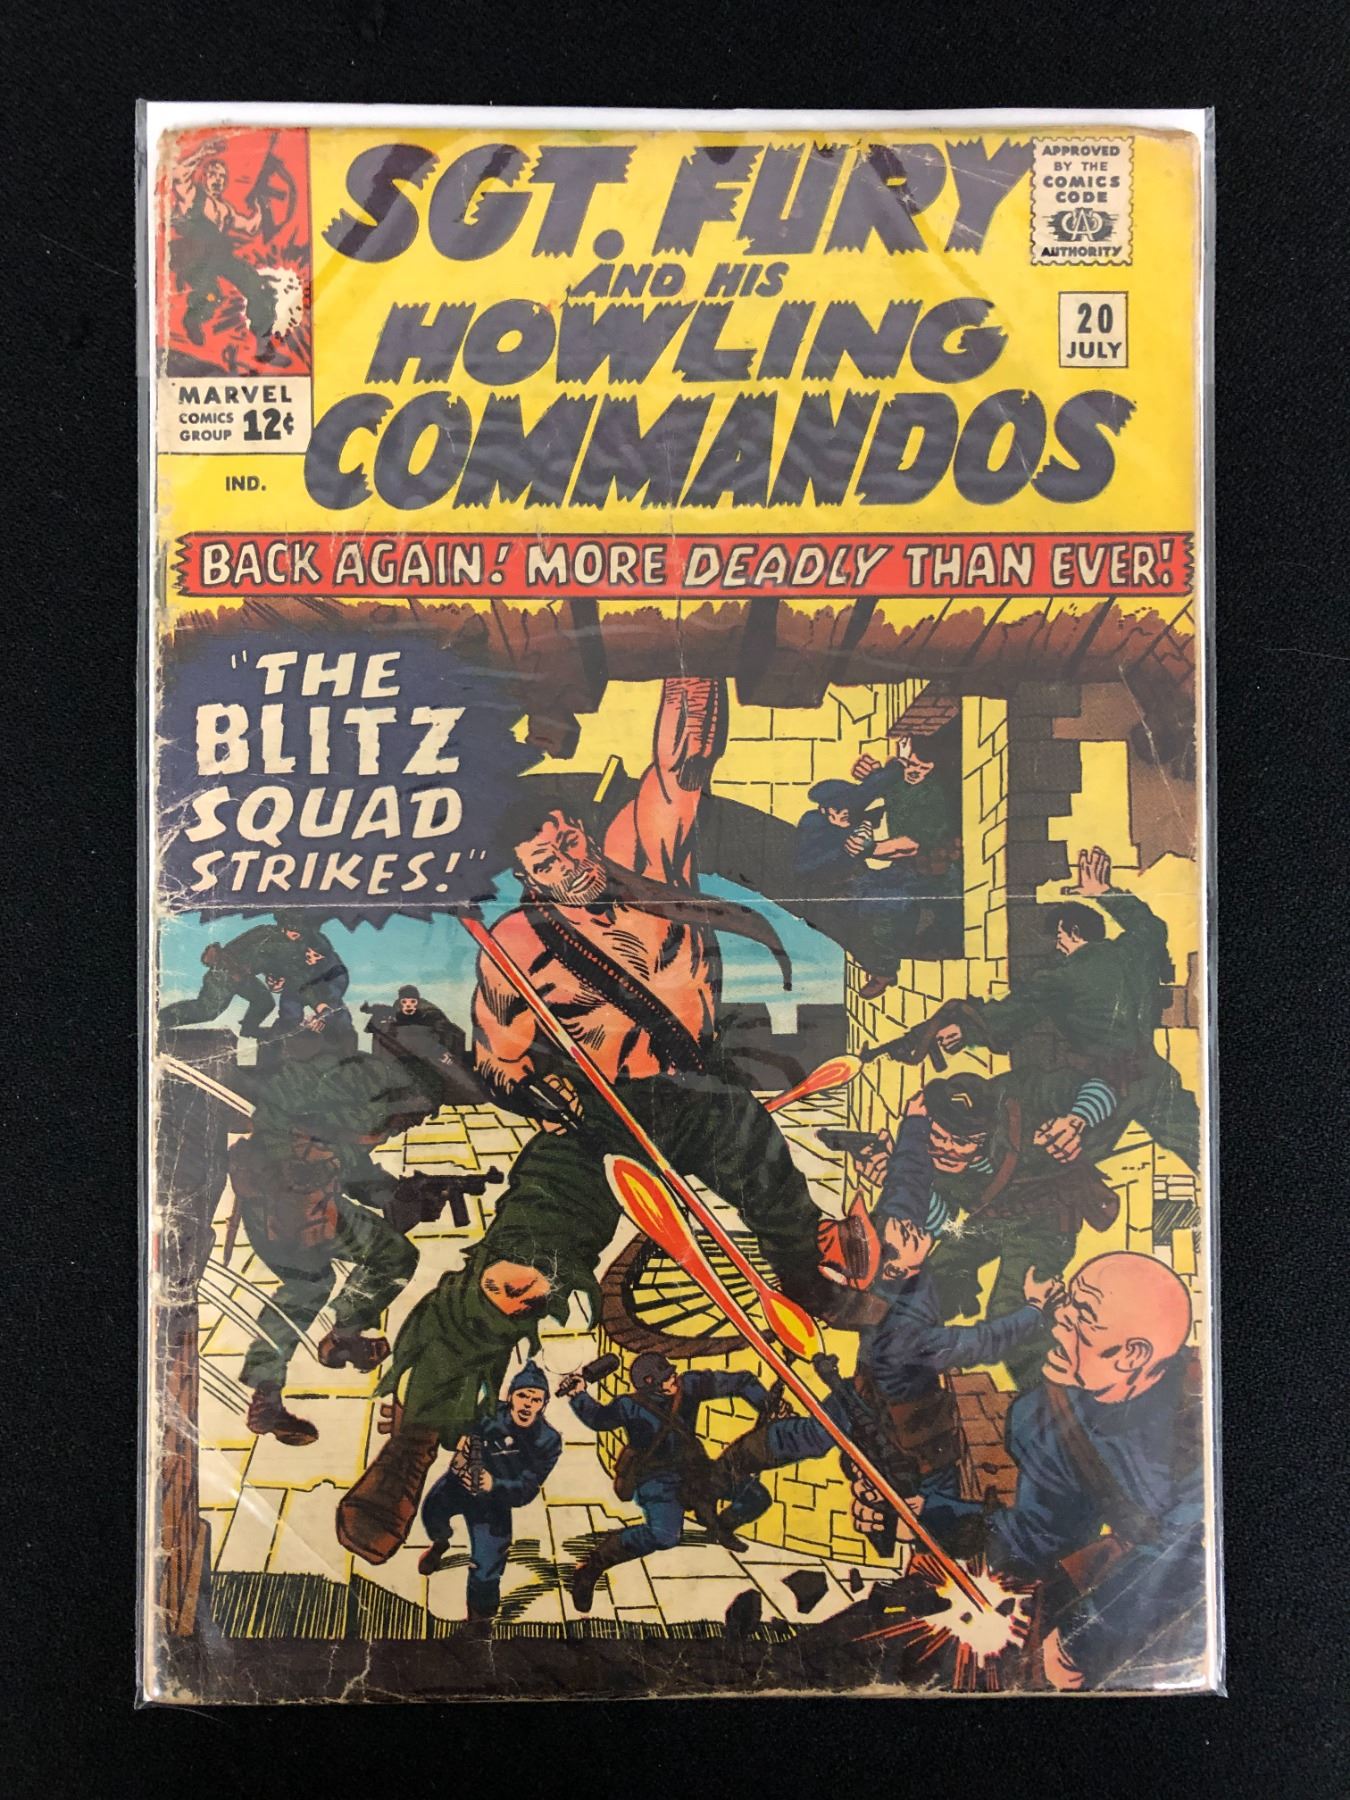 SGT. FURY
AND HIS
HOWLING
COMMANDOS
APPROVED
BY THE
COMICS
CODE
CA
AUTHORITY
20
JULY
MARVEL
COMICS
GROUP 12¢
IND.
BACK AGAIN! MORE DEADLY THAN EVER!
"THE
BLITZ
SQUAD
STRIKES!"